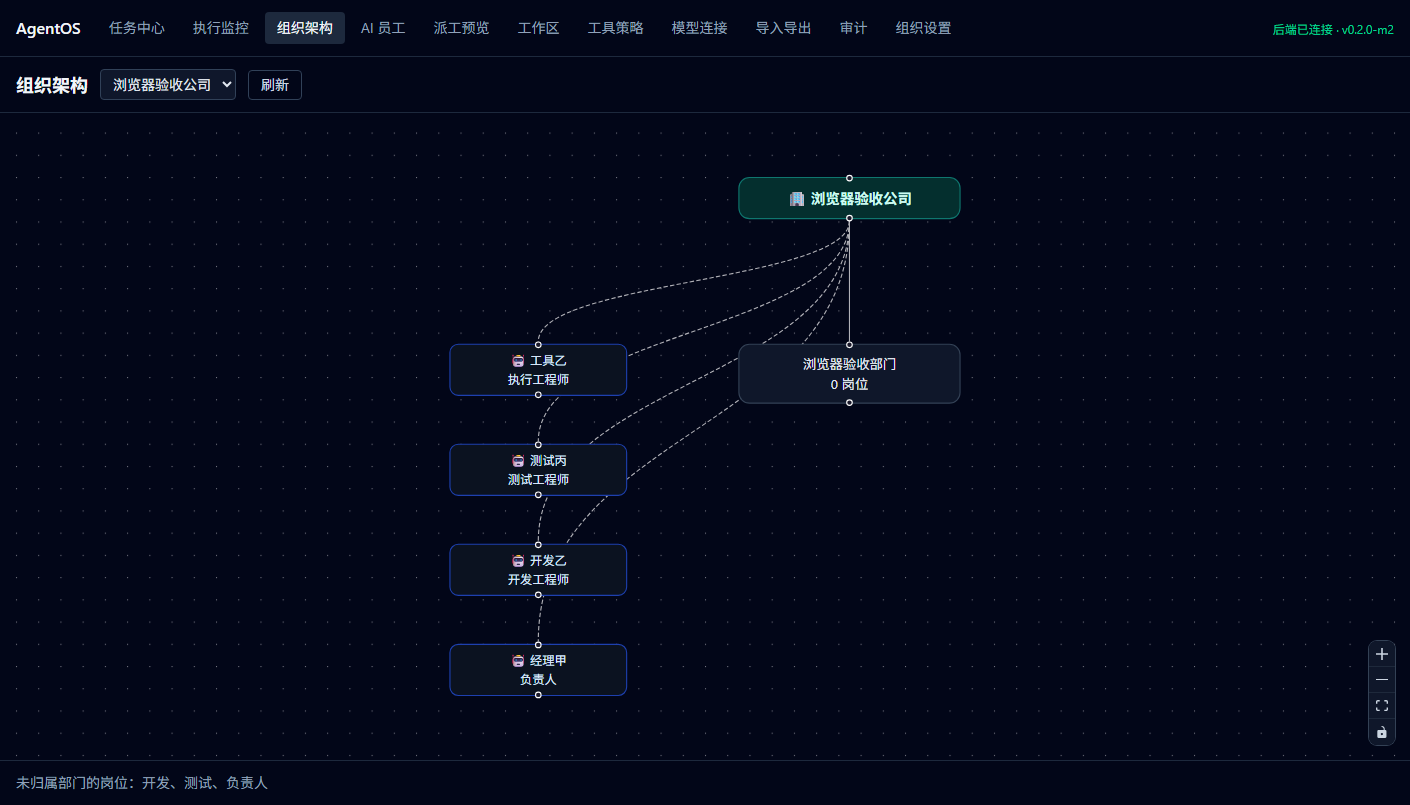 AgentOS 任务中心 执行监控 组织架构 AI 员工 派工预览 工作区 工具策略 模型连接 导入导出 审计 组织设置 后端已连接 · v0.2.0-m2
组织架构 浏览器验收公司 刷新
浏览器验收公司
工具乙
执行工程师
浏览器验收部门
0 岗位
测试丙
测试工程师
开发乙
开发工程师
经理甲
负责人
未归属部门的岗位：开发、测试、负责人